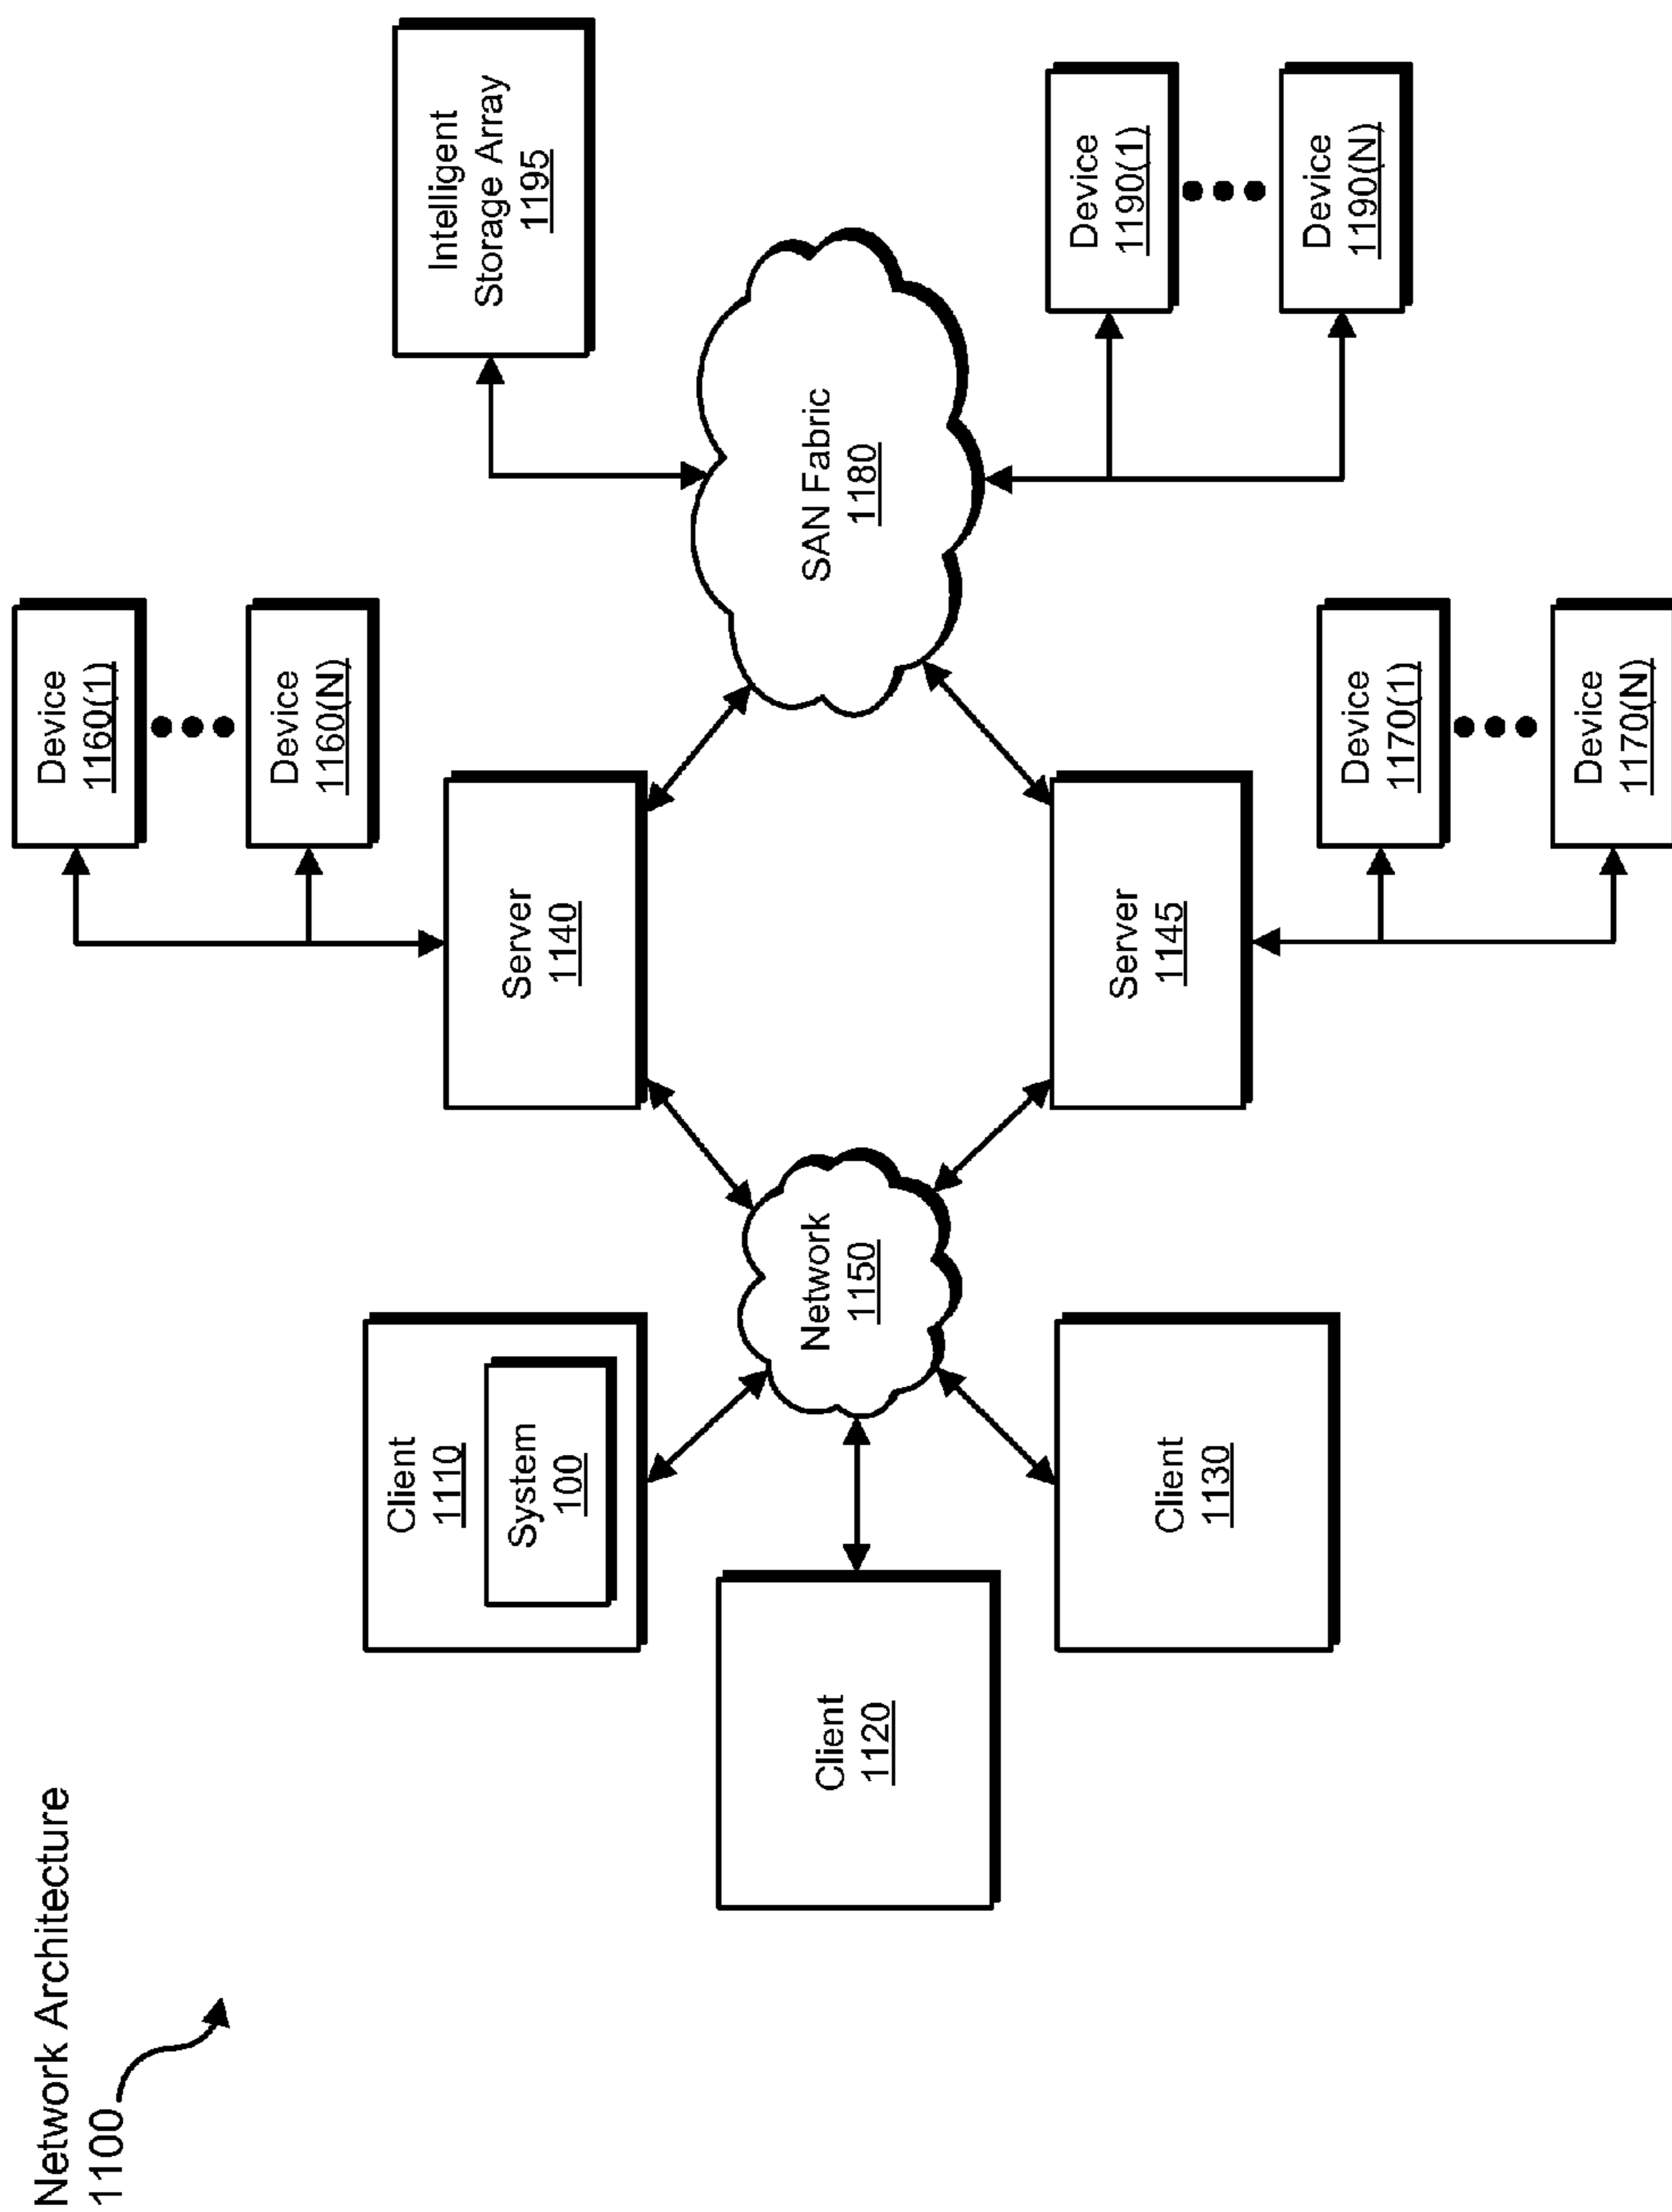 Network Architecture
1100
Client
1110
System
100
Client
1120
Client
1130
Network
1150
Server
1140
Server
1145
Device
1160(1)
Device
1160(N)
Device
1170(1)
Device
1170(N)
SAN Fabric
1180
Intelligent
Storage Array
1195
Device
1190(1)
Device
1190(N)